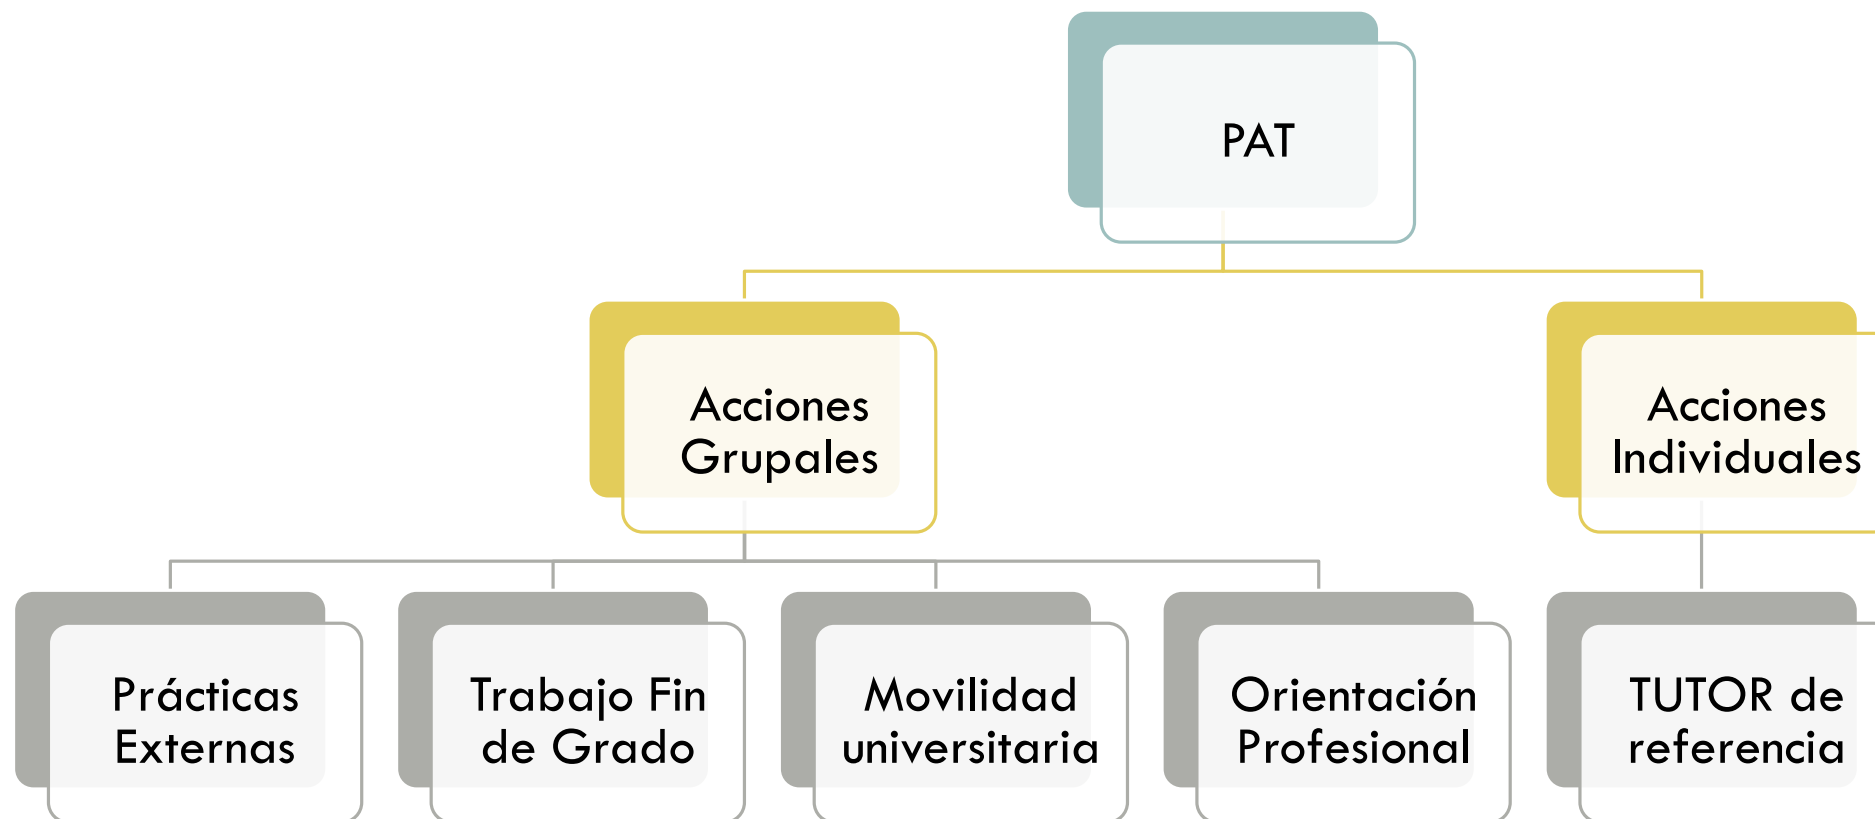 PAT
Acciones
Grupales
Acciones
Individuales
Prácticas
Externas
Trabajo Fin
de Grado
Movilidad
universitaria
Orientación
Profesional
TUTOR de
referencia